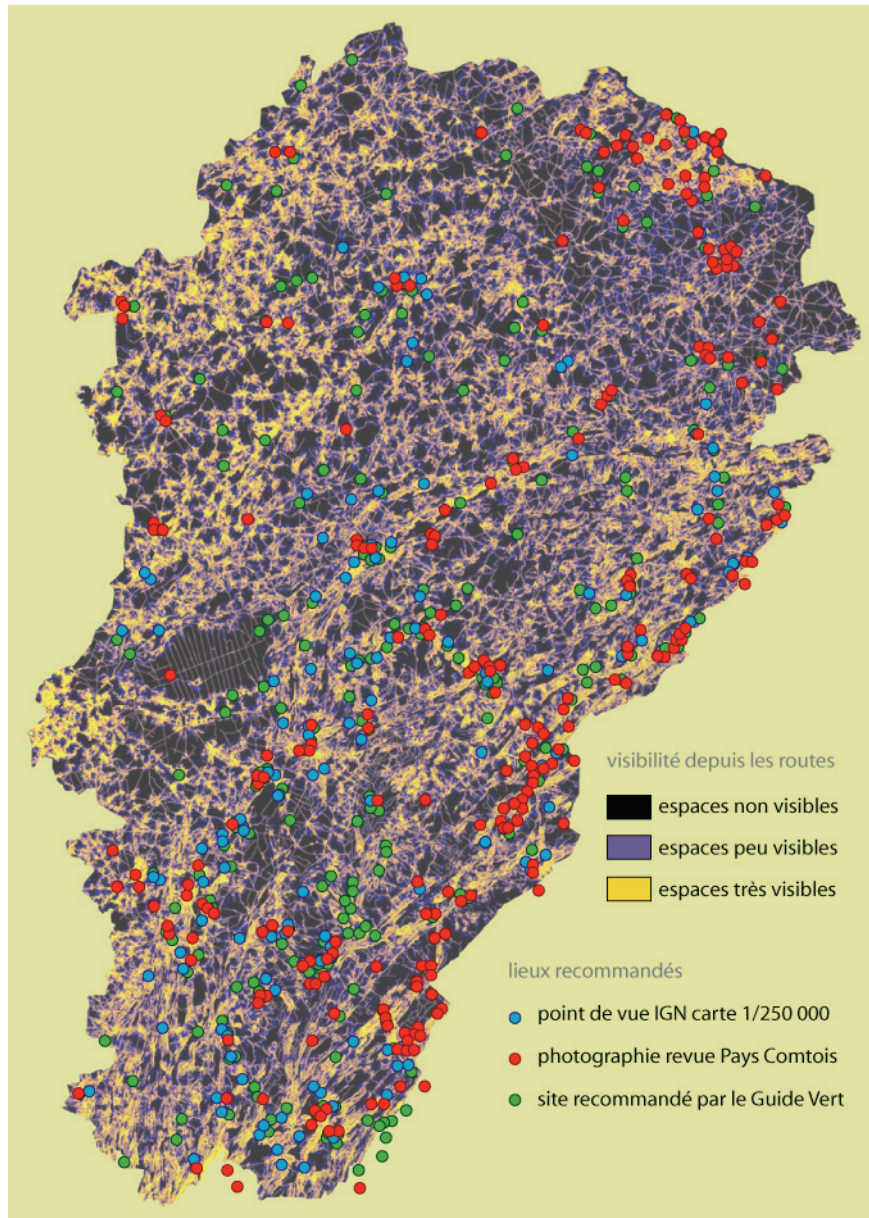 visibilité depuis les routes
espaces non visibles
espaces peu visibles
espaces très visibles
lieux recommandés
point de vue IGN carte 1/250 000
photographie revue Pays Comtois
site recommandé par le Guide Vert